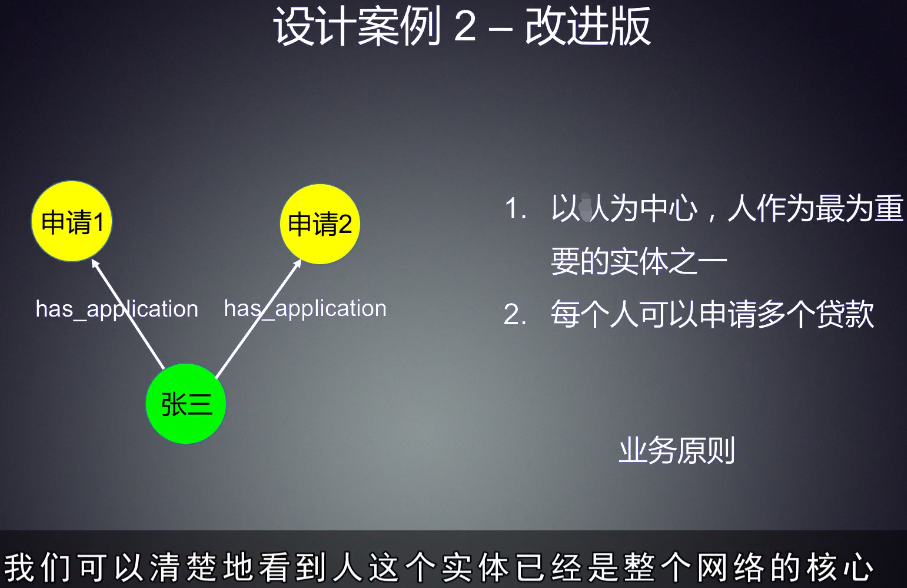 设计案例 2 – 改进版
申请1
申请2
has_application
has_application
张三
1. 以人为中心，人作为最为重
要的实体之一
2. 每个人可以申请多个贷款
业务原则
我们可以清楚地看到人这个实体已经是整个网络的核心